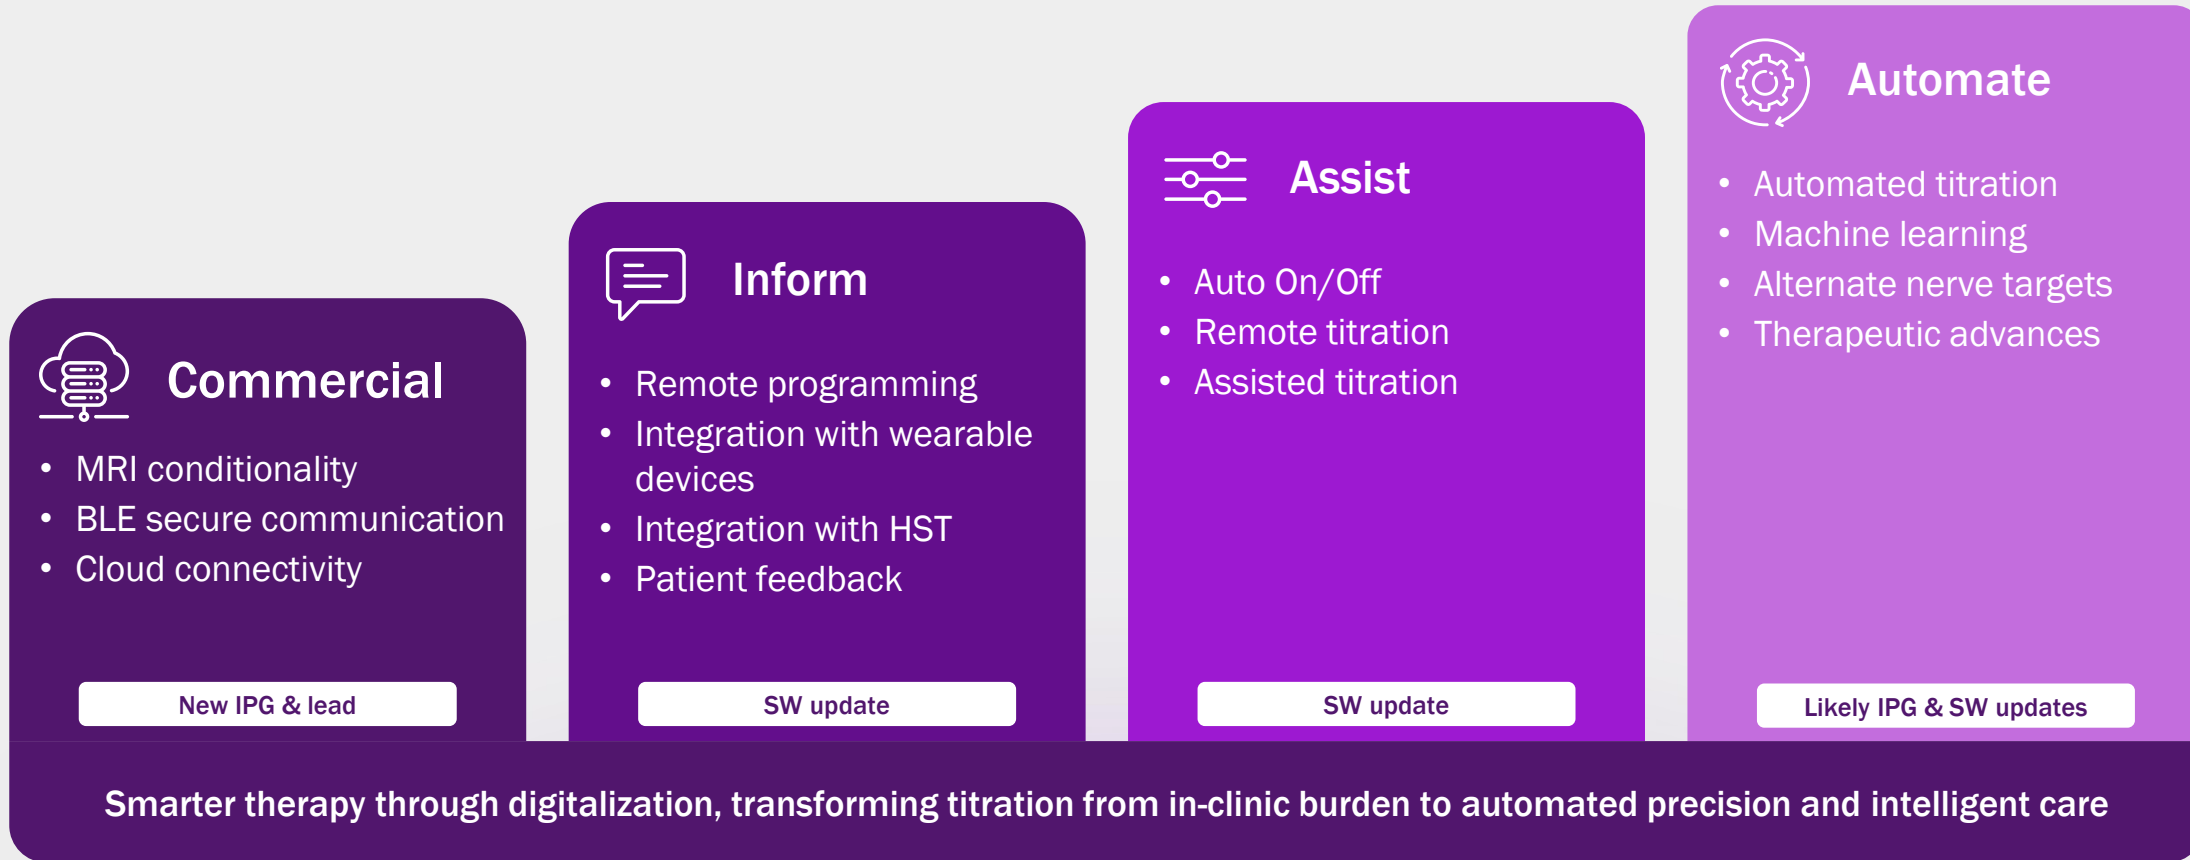 Commercial
• MRI conditionality
• BLE secure communication
• Cloud connectivity
New IPG & lead
Inform
• Remote programming
• Integration with wearable
devices
• Integration with HST
• Patient feedback
SW update
Assist
• Auto On/Off
• Remote titration
• Assisted titration
SW update
Automate
• Automated titration
• Machine learning
• Alternate nerve targets
• Therapeutic advances
Likely IPG & SW updates
Smarter therapy through digitalization, transforming titration from in-clinic burden to automated precision and intelligent care